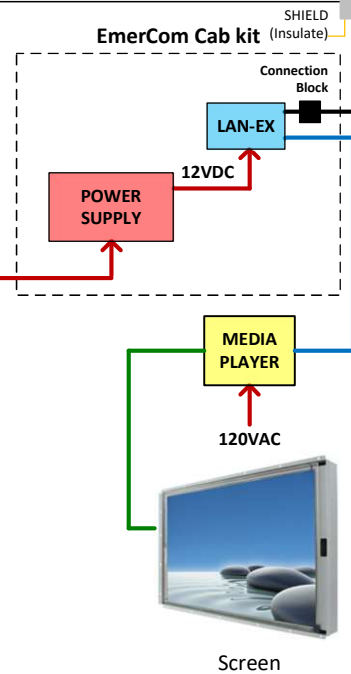 SHIELD
EmerCom Cab kit (Insulate)
Connection
Block
LAN-EX
12VDC
POWER
SUPPLY
MEDIA
PLAYER
120VAC
Screen